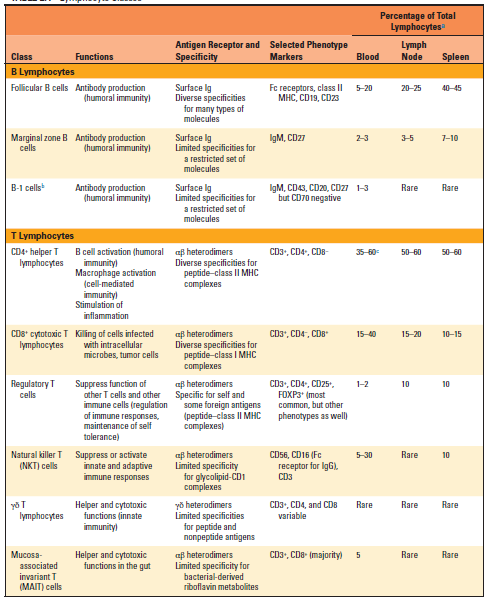 Percentage of Total
Lymphocytesa
Antigen Receptor and Selected Phenotype Lymph
Class Functions Specificity Markers Blood Node Spleen
B Lymphocytes
Follicular B cells Antibody production Surface Ig Fc receptors, class II 5–20 20–25 40–45
(humoral immunity) Diverse specificities MHC, CD19, CD23
for many types of
molecules
Marginal zone B Antibody production Surface Ig IgM, CD27 2–3 3–5 7–10
cells (humoral immunity) Limited specificities for
a restricted set of
molecules
B-1 cellsb Antibody production Surface Ig IgM, CD43, CD20, CD27 1–3 Rare Rare
(humoral immunity) Limited specificities for but CD70 negative
a restricted set of
molecules
T Lymphocytes
CD4+ helper T B cell activation (humoral αβ heterodimers CD3+, CD4+, CD8- 35–60c 50–60 50–60
lymphocytes immunity) Diverse specificities for
Macrophage activation peptide–class II MHC
(cell-mediated complexes
immunity)
Stimulation of
inflammation
CD8+ cytotoxic T Killing of cells infected αβ heterodimers CD3+, CD4-, CD8+ 15–40 15–20 10–15
lymphocytes with intracellular Diverse specificities for
microbes, tumor cells peptide–class I MHC
complexes
Regulatory T Suppress function of αβ heterodimers CD3+, CD4+, CD25+, 1–2 10 10
cells other T cells and other Specific for self and FOXP3+ (most
immune cells (regulation some foreign antigens common, but other
of immune responses, (peptide–class II MHC phenotypes as well)
maintenance of self complexes)
tolerance)
Natural killer T Suppress or activate αβ heterodimers CD56, CD16 (Fc 5–30 Rare 10
(NKT) cells innate and adaptive Limited specificity receptor for IgG),
immune responses for glycolipid-CD1 CD3
complexes
γδ T Helper and cytotoxic γδ heterodimers CD3+, CD4, and CD8 Rare Rare Rare
lymphocytes functions (innate Limited specificities variable
immunity) for peptide and
nonpeptide antigens
Mucosa- Helper and cytotoxic αβ heterodimers CD3+, CD8+ (majority) 5 Rare Rare
associated functions in the gut Limited specificity for
invariant T bacterial-derived
(MAIT) cells riboflavin metabolites